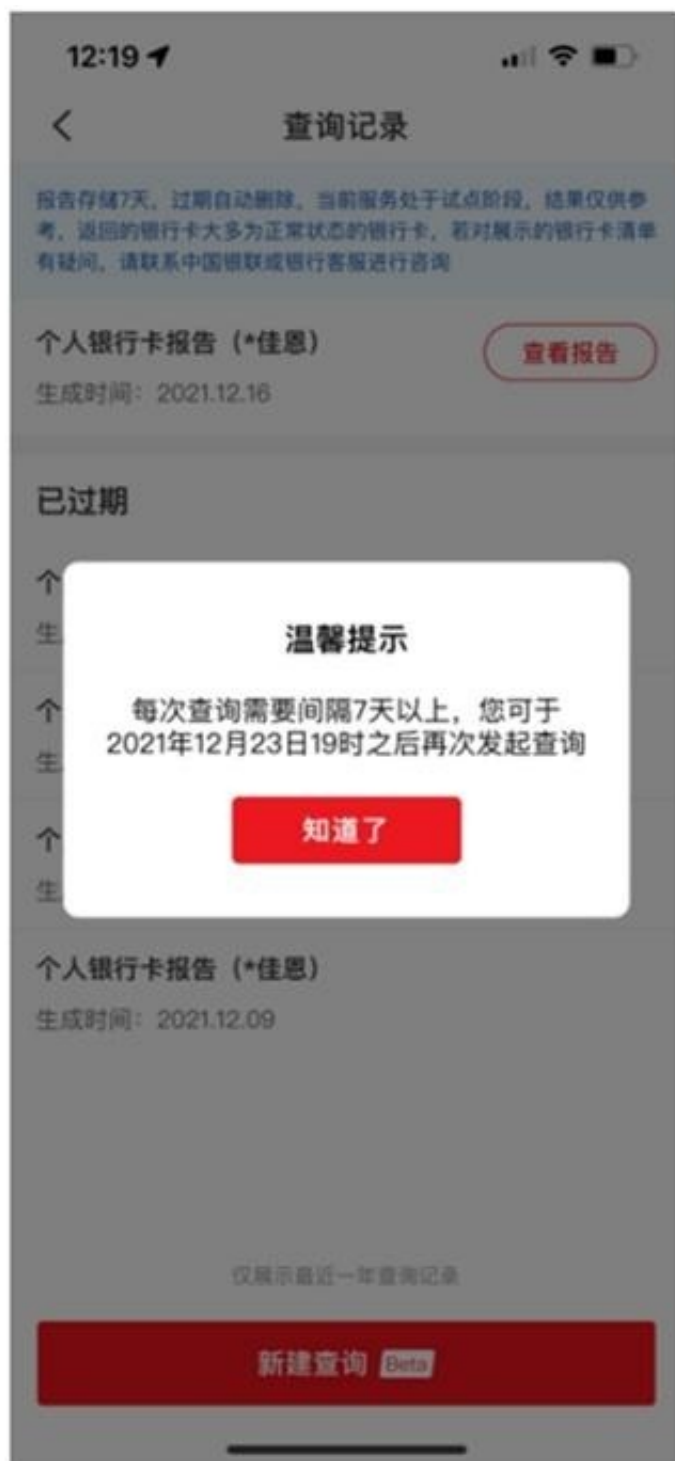 12:19
查询记录
报告存储7天，过期自动删除，当前服务处于试点阶段，结果仅供参
考，返回的银行卡大多为正常状态的银行卡，若对展示的银行卡清单
有疑问，请联系中国银联或银行客服进行咨询
个人银行卡报告（*佳恩）
查看报告
生成时间：2021.12.16
已过期
个
生
温馨提示
个
每次查询需要间隔7天以上，您可于
2021年12月23日19时之后再次发起查询
生
知道了
个
生
个人银行卡报告（*佳恩）
生成时间：2021.12.09
仅展示最近一年查询记录
新建查询 Beta